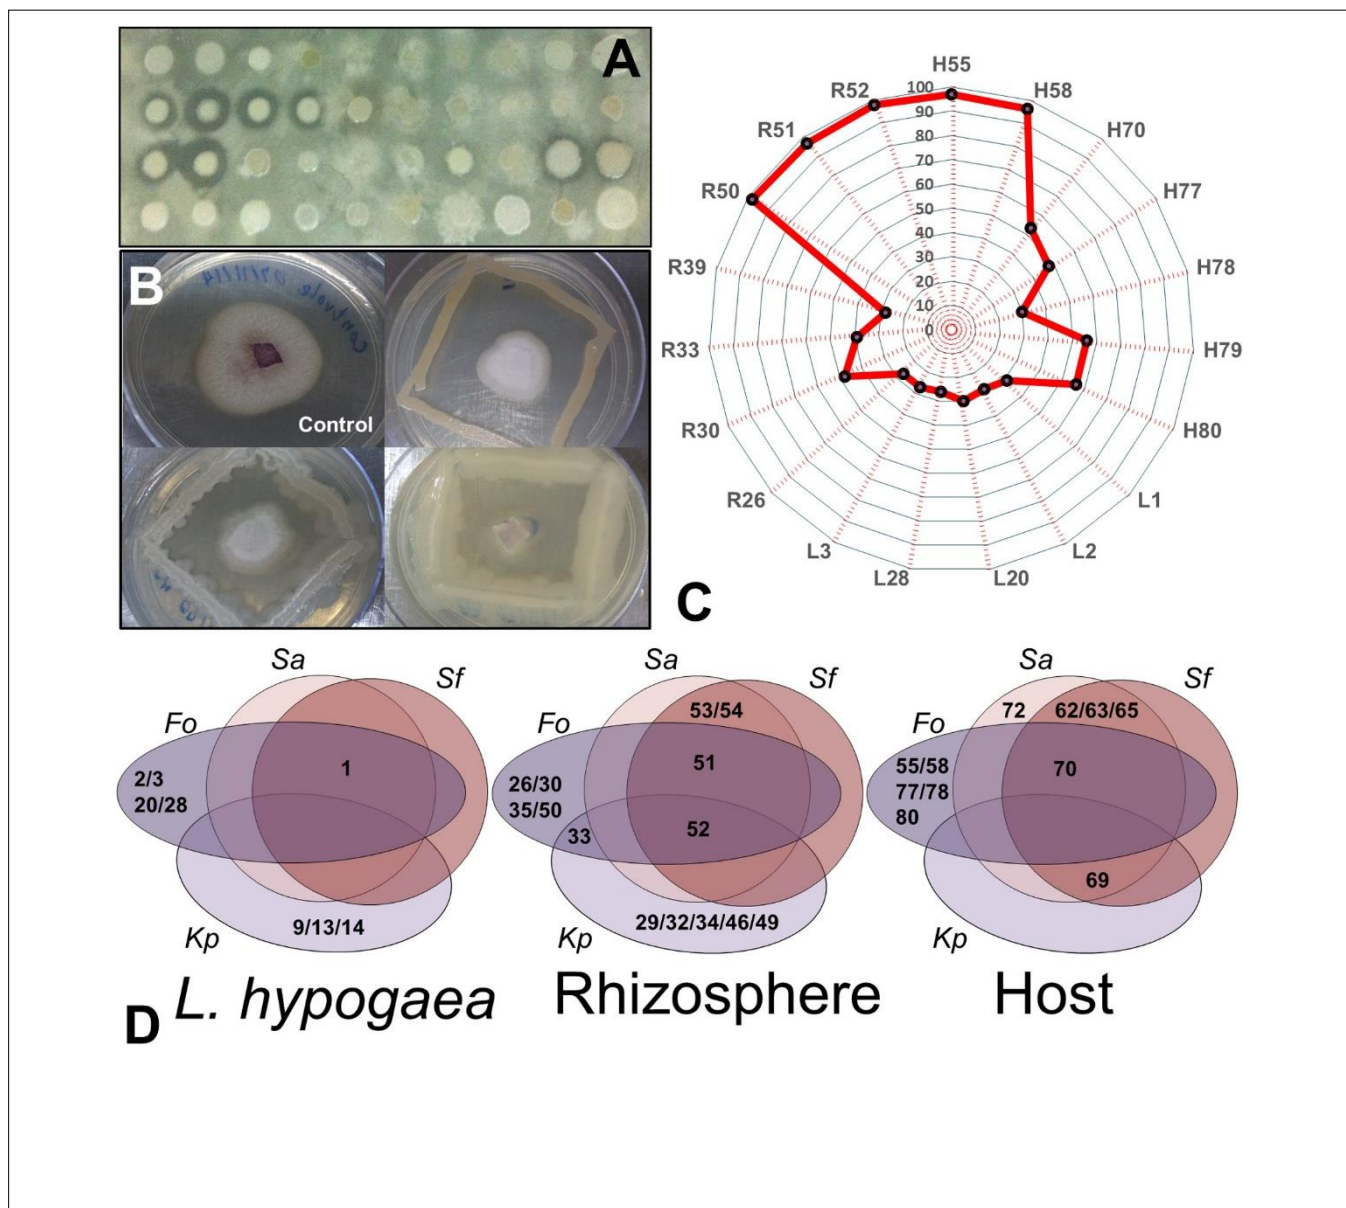 A
B
Control
C
H55
H58
H70
H77
H78
H79
H80
L1
L2
L20
L28
L3
R26
R30
R33
R39
R50
R51
R52
100
90
80
70
60
50
40
30
20
10
0
Sa
Sf
Fo
2/3
20/28
1
9/13/14
Kp
L. hypogaea
Sa
Sf
Fo
53/54
26/30
35/50
51
33
52
29/32/34/46/49
Kp
Rhizosphere
Sa
Sf
Fo
72
62/63/65
55/58
77/78
80
70
69
Kp
Host
D